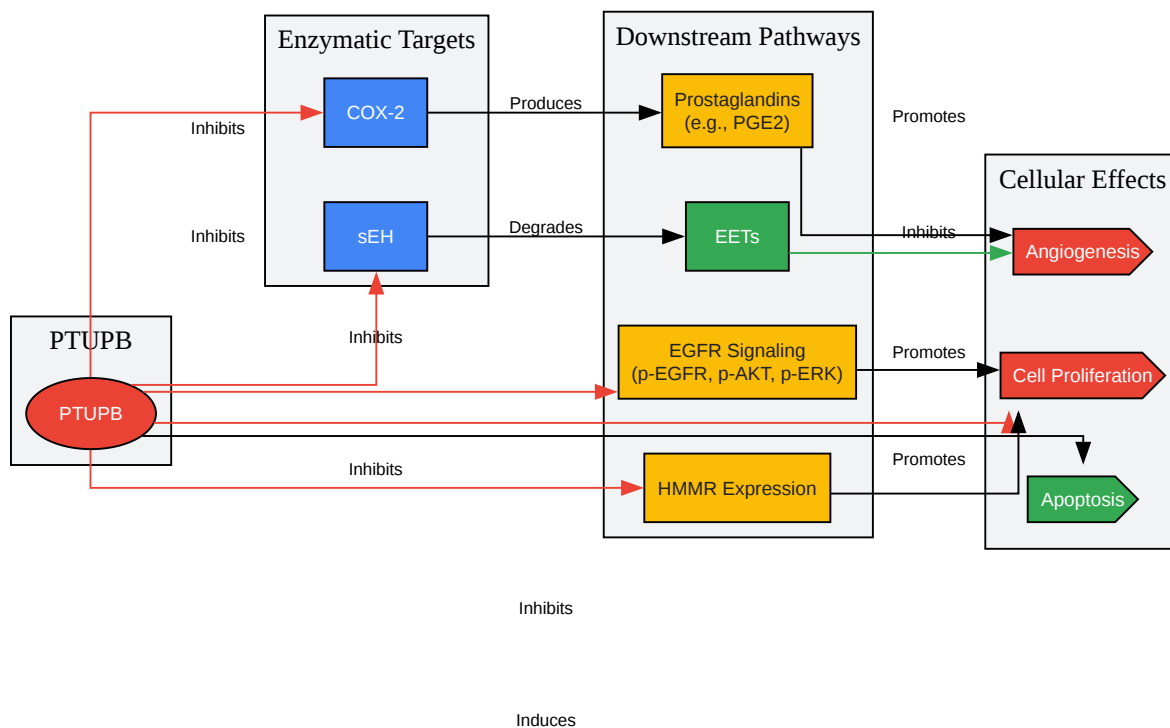 Enzymatic Targets
Downstream Pathways
COX-2
Produces
Prostaglandins
(e.g., PGE2)
Promotes
Inhibits
Cellular Effects
sEH
Inhibits
Degrades
EETs
Inhibits
Angiogenesis
PTUPB
Inhibits
EGFR Signaling
(p-EGFR, p-AKT, p-ERK)
Promotes
Cell Proliferation
PTUPB
Inhibits
HMMR Expression
Promotes
Apoptosis
Inhibits
Induces